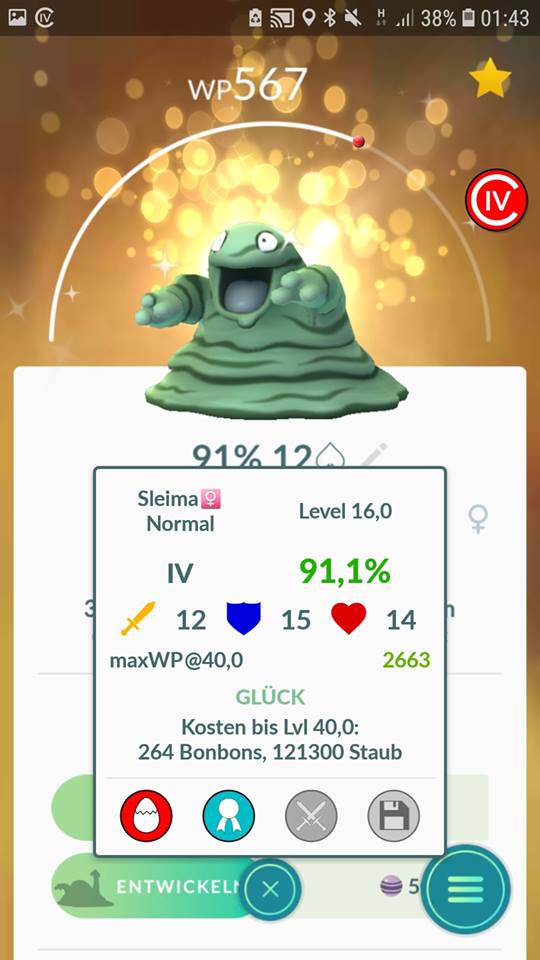 H 38% 01:43
WP567
IV
91% 12
Sleima Normal
Level 16,0
IV 91,1%
12 15 14
maxWP@40,0 2663
GLÜCK
Kosten bis Lvl 40,0:
264 Bonbons, 121300 Staub
ENTWICKELN 5